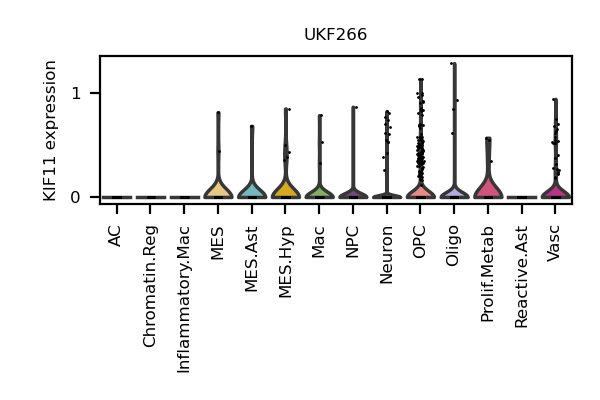 UKF266
KIF11 expression
1
0
AC
Chromatin.Reg
Inflammatory.Mac
MES
MES.Ast
MES.Hyp
Mac
NPC
Neuron
OPC
Oligo
Prolif.Metab
Reactive.Ast
Vasc